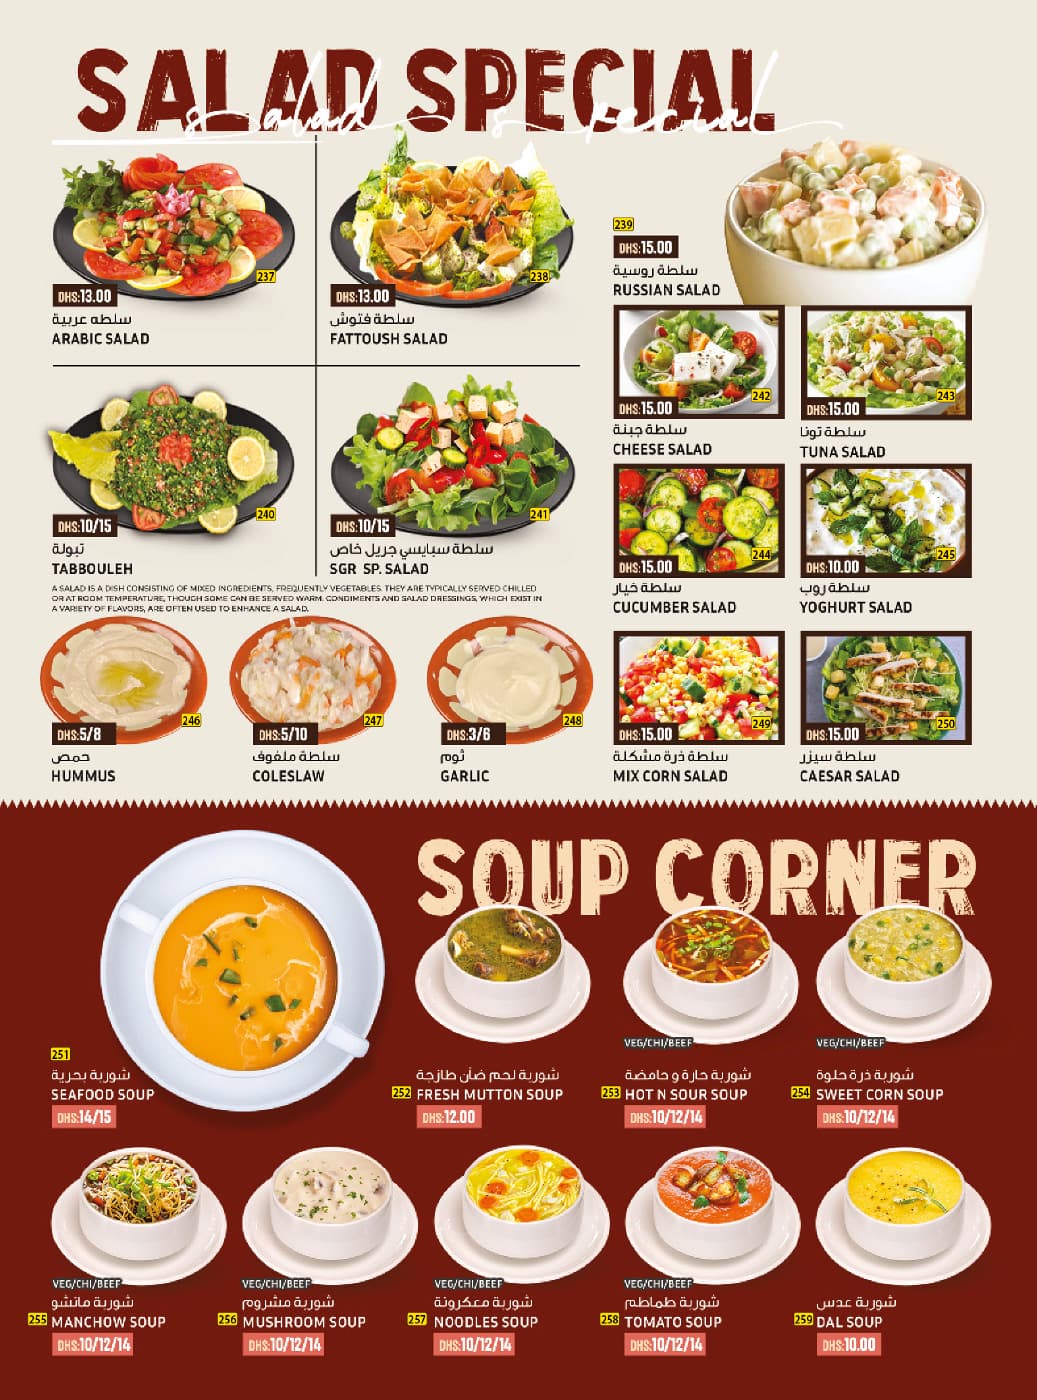 SALAD SPECIAL
salad special
237
DHS:13.00
سلطه عربية
ARABIC SALAD
238
DHS:13.00
سلطة فتوش
FATTOUSH SALAD
239
DHS:15.00
سلطة روسية
RUSSIAN SALAD
240
DHS:10/15
تبولة
TABBOULEH
241
DHS:10/15
سلطة سبايسي جريل خاص
SGR SP. SALAD
242
DHS:15.00
سلطة جبنة
CHEESE SALAD
243
DHS:15.00
سلطة تونا
TUNA SALAD
244
DHS:15.00
سلطة خيار
CUCUMBER SALAD
245
DHS:10.00
سلطة روب
YOGHURT SALAD
A SALAD IS A DISH CONSISTING OF MIXED INGREDIENTS, FREQUENTLY VEGETABLES. THEY ARE TYPICALLY SERVED CHILLED
OR AT ROOM TEMPERATURE, THOUGH SOME CAN BE SERVED WARM. CONDIMENTS AND SALAD DRESSINGS, WHICH EXIST IN
A VARIETY OF FLAVORS, ARE OFTEN USED TO ENHANCE A SALAD.
246
DHS:5/8
حمص
HUMMUS
247
DHS:5/10
سلطة ملفوف
COLESLAW
248
DHS:3/6
ثوم
GARLIC
249
DHS:15.00
سلطة ذرة مشكلة
MIX CORN SALAD
250
DHS:15.00
سلطة سيزر
CAESAR SALAD
SOUP CORNER
251
شوربة بحرية
SEAFOOD SOUP
DHS:14/15
شوربة لحم ضأن طازجة
252 FRESH MUTTON SOUP
DHS:12.00
VEG/CHI/BEEF
شوربة حارة و حامضة
253 HOT N SOUR SOUP
DHS:10/12/14
VEG/CHI/BEEF
شوربة ذرة حلوة
254 SWEET CORN SOUP
DHS:10/12/14
VEG/CHI/BEEF
شوربة مانشو
255 MANCHOW SOUP
DHS:10/12/14
VEG/CHI/BEEF
شوربة مشروم
256 MUSHROOM SOUP
DHS:10/12/14
VEG/CHI/BEEF
شوربة معكرونة
257 NOODLES SOUP
DHS:10/12/14
VEG/CHI/BEEF
شوربة طماطم
258 TOMATO SOUP
DHS:10/12/14
شوربة عدس
259 DAL SOUP
DHS:10.00